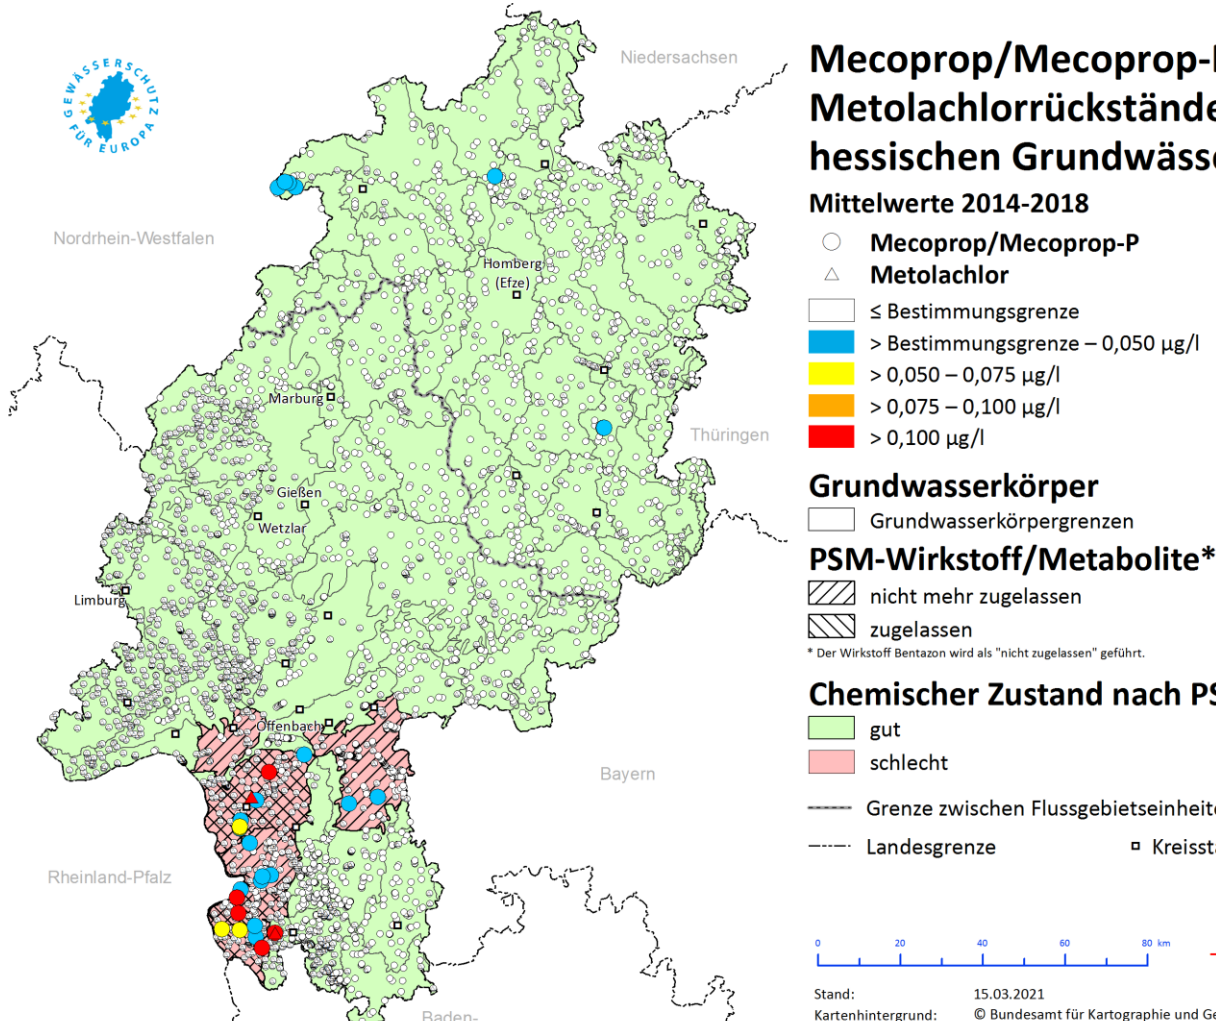 GEWÄSSERSCHUTZ
FÜR EUROPA
Niedersachsen
Nordrhein-Westfalen
Homberg
(Efze)
Marburg
Thüringen
Gießen
Wetzlar
Limburg
Offenbach
Bayern
Rheinland-Pfalz
Baden-
Mecoprop/Mecoprop-
Metolachlorrückstände
hessischen Grundwässe
Mittelwerte 2014-2018
Mecoprop/Mecoprop-P
Metolachlor
≤ Bestimmungsgrenze
> Bestimmungsgrenze – 0,050 µg/l
> 0,050 – 0,075 µg/l
> 0,075 – 0,100 µg/l
> 0,100 µg/l
Grundwasserkörper
Grundwasserkörpergrenzen
PSM-Wirkstoff/Metabolite*
nicht mehr zugelassen
zugelassen
* Der Wirkstoff Bentazon wird als "nicht zugelassen" geführt.
Chemischer Zustand nach PS
gut
schlecht
Grenze zwischen Flussgebietseinheite
Landesgrenze Kreissta
0 20 40 60 80 km
Stand: 15.03.2021
Kartenhintergrund: © Bundesamt für Kartographie und Ge